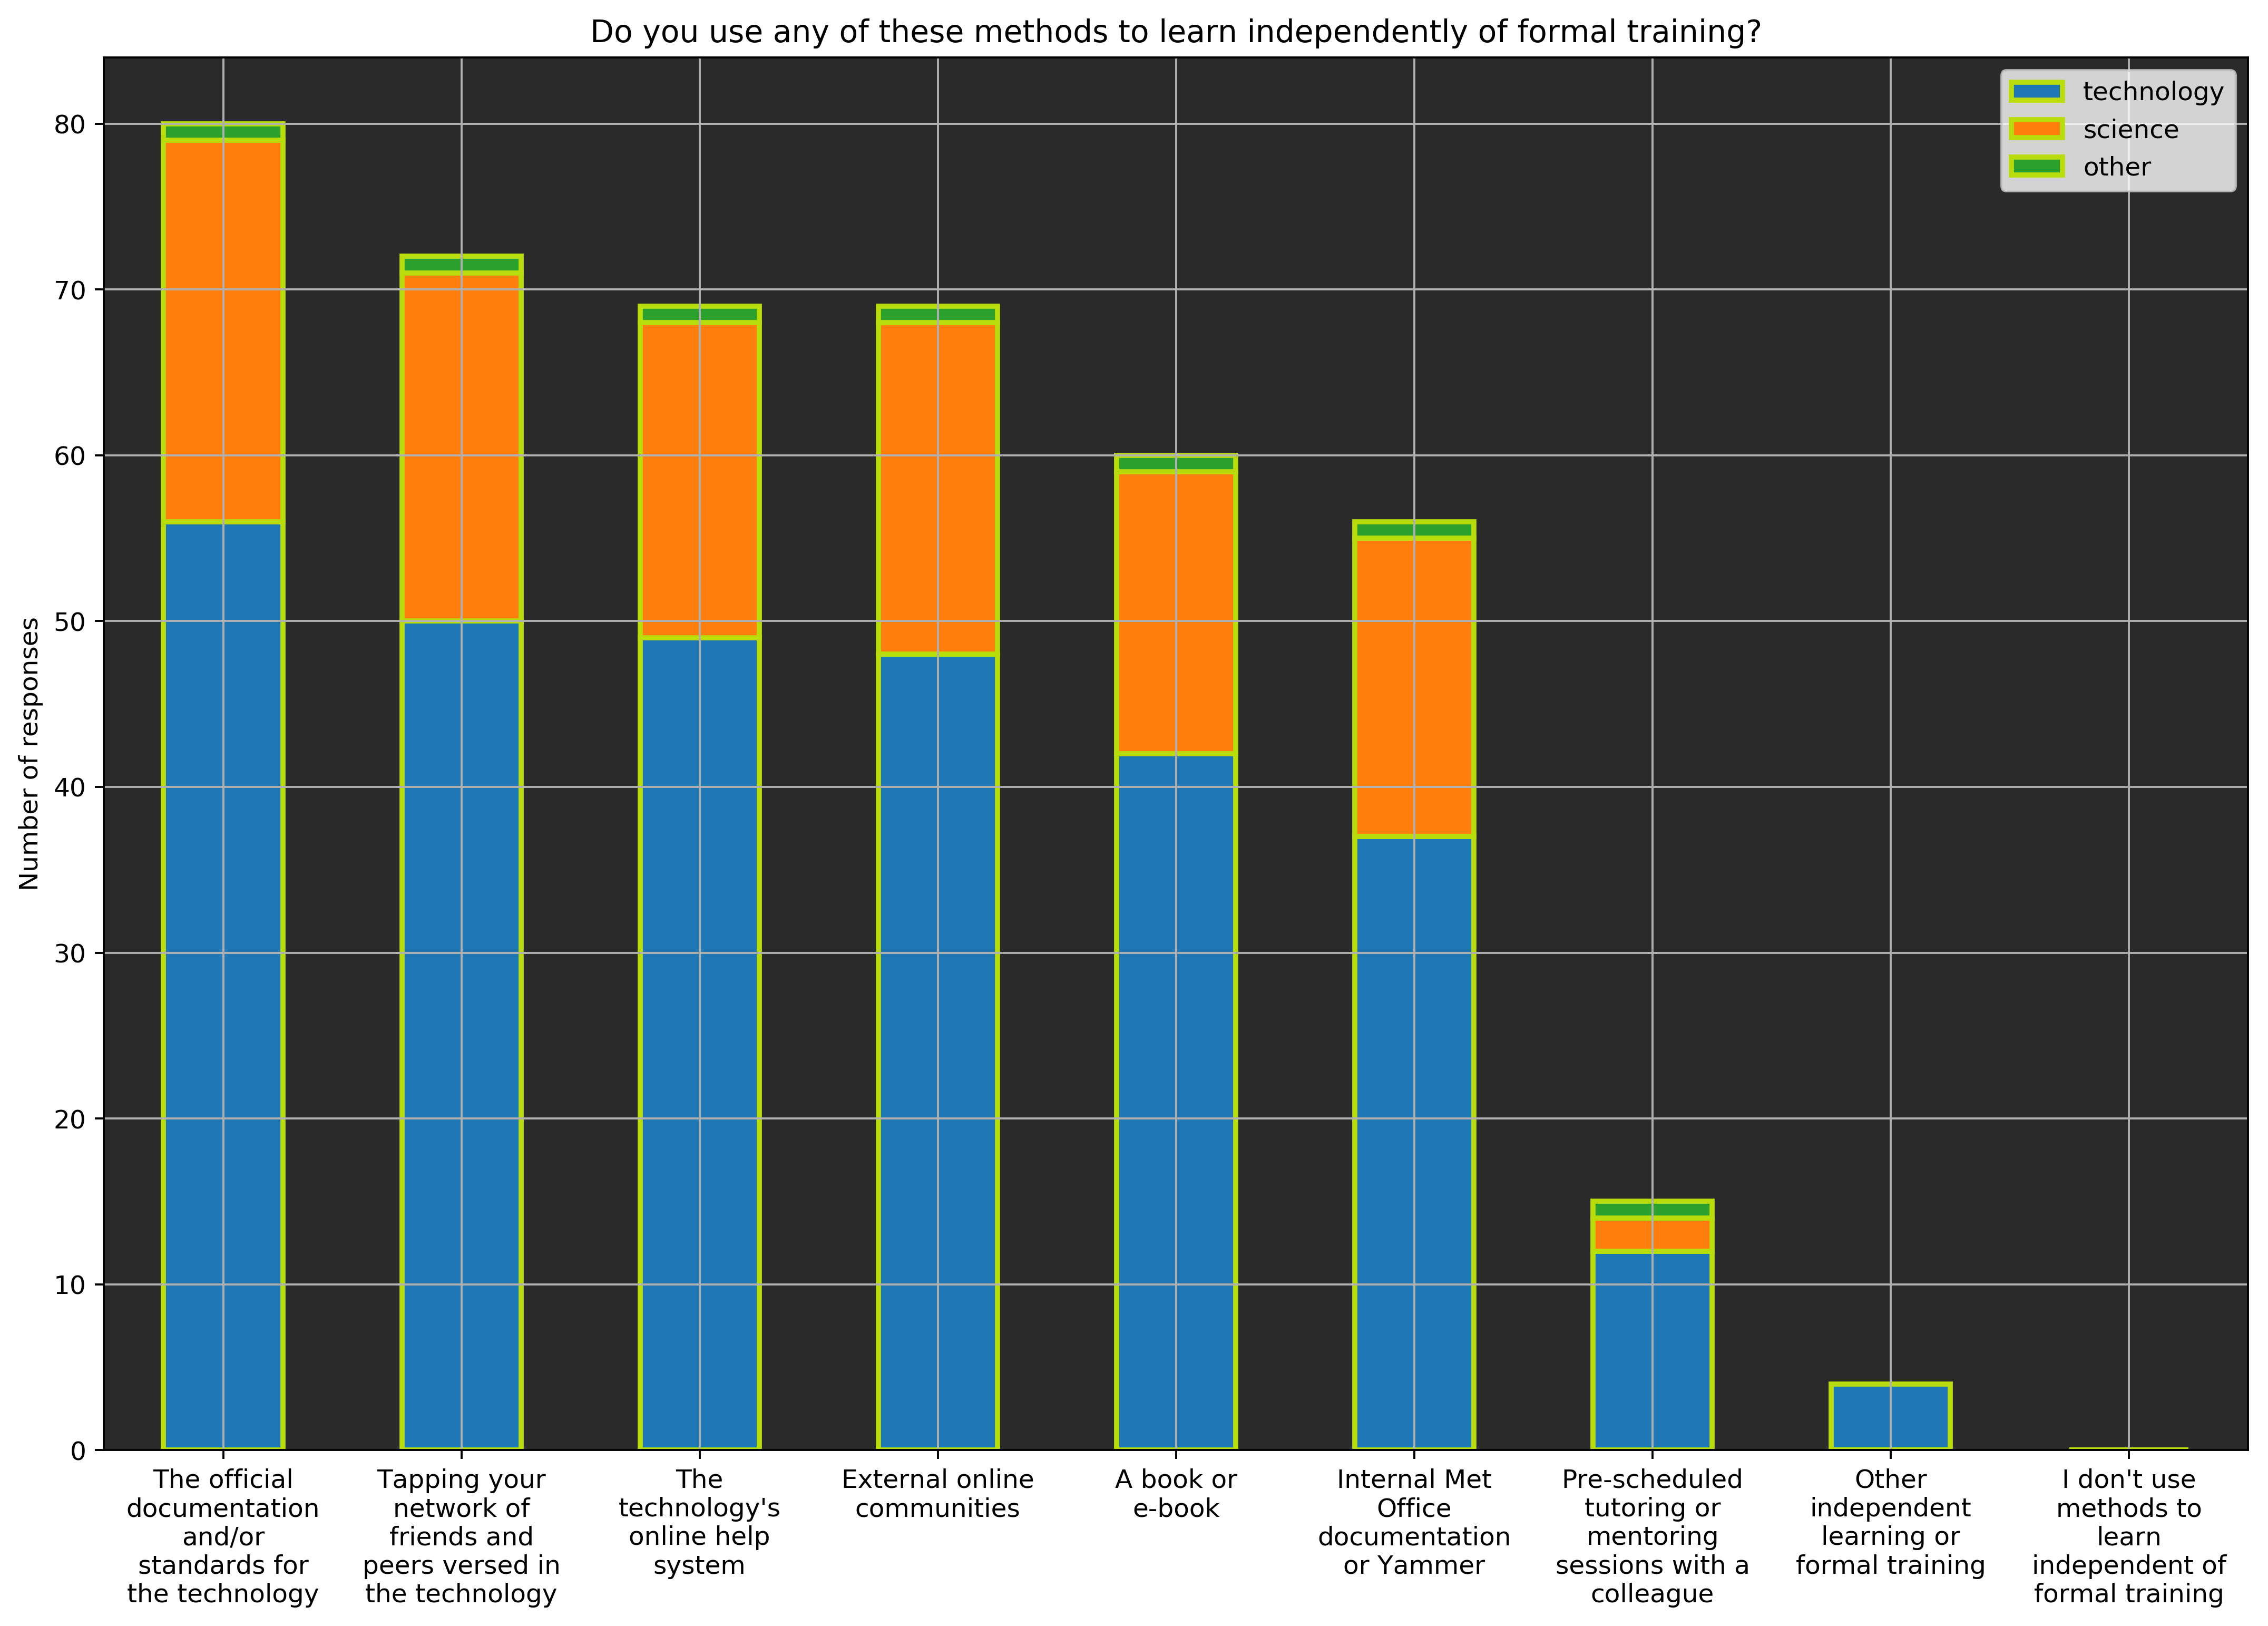 Do you use any of these methods to learn independently of formal training?
technology
science
other
Number of responses
80
70
60
50
40
30
20
10
0
The official
documentation
and/or
standards for
the technology
Tapping your
network of
friends and
peers versed in
the technology
The
technology's
online help
system
External online
communities
A book or
e-book
Internal Met
Office
documentation
or Yammer
Pre-scheduled
tutoring or
mentoring
sessions with a
colleague
Other
independent
learning or
formal training
I don't use
methods to
learn
independent of
formal training